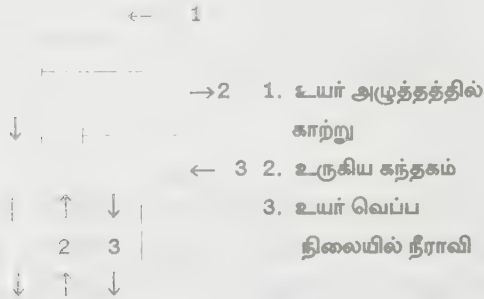 ← 1
→2 1. உயர் அழுத்தத்தில்
காற்று
← 3 2. உருகிய கந்தகம்
3. உயர் வெப்ப
2 3 நிலையில் நீராவி